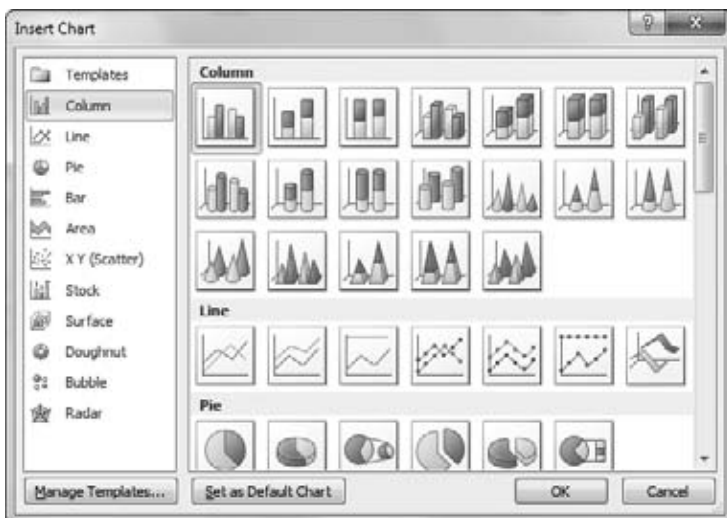 Insert Chart
Templates
Column
Line
Pie
Bar
Area
X Y (Scatter)
Stock
Surface
Doughnut
Bubble
Radar
Column
Line
Pie
Manage Templates...
Set as Default Chart
OK
Cancel